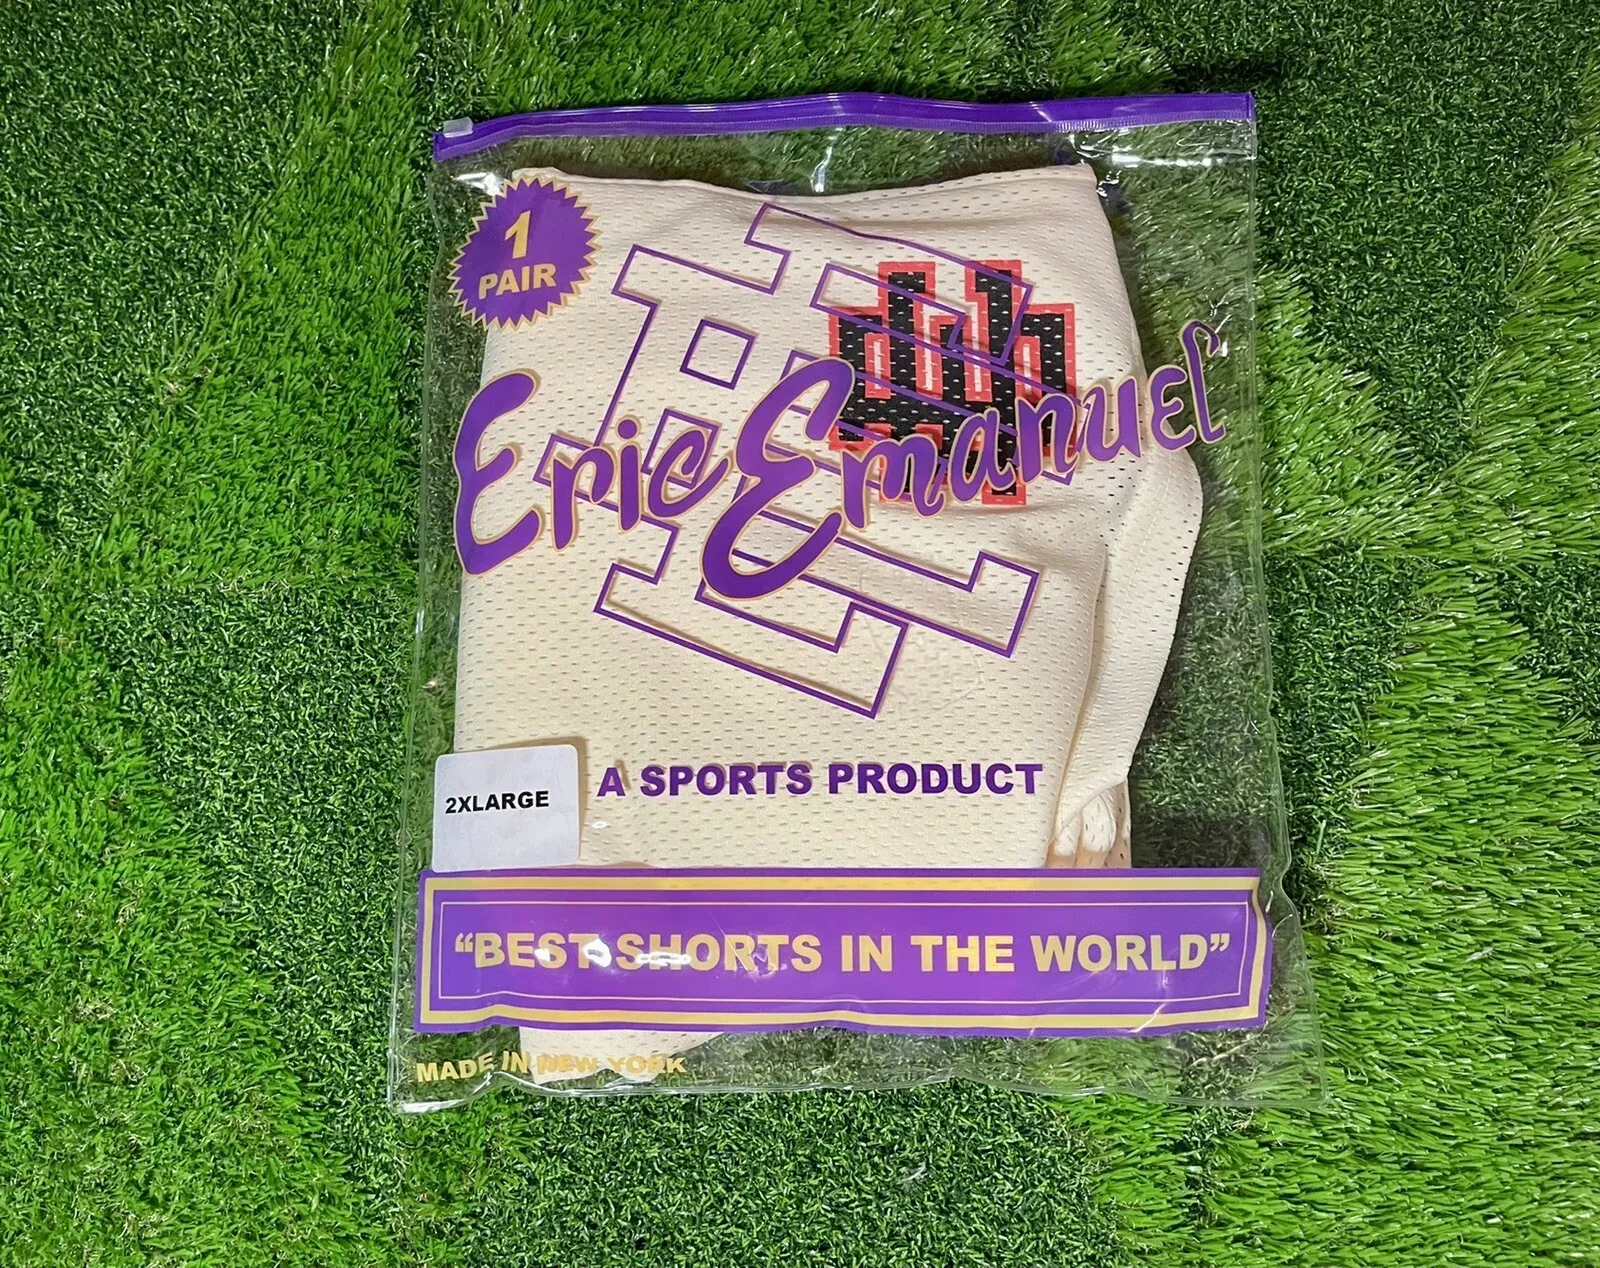 1
PAIR
Eric Emanuel
2XLARGE
A SPORTS PRODUCT
“BEST SHORTS IN THE WORLD”
MADE IN NEW YORK